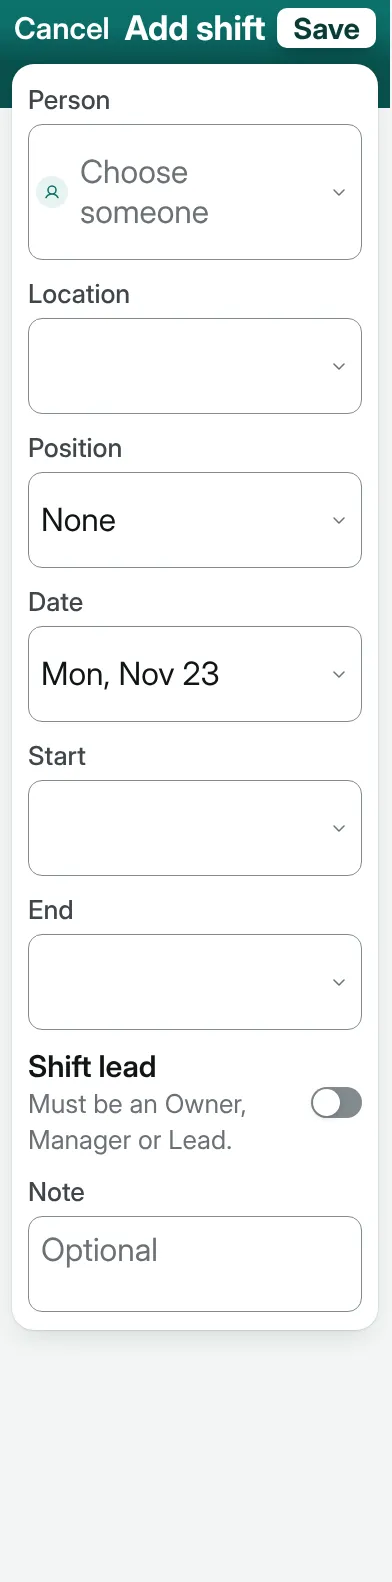 Cancel Add shift Save
Person
Choose
someone
Location
Position
None
Date
Mon, Nov 23
Start
End
Shift lead
Must be an Owner,
Manager or Lead.
Note
Optional